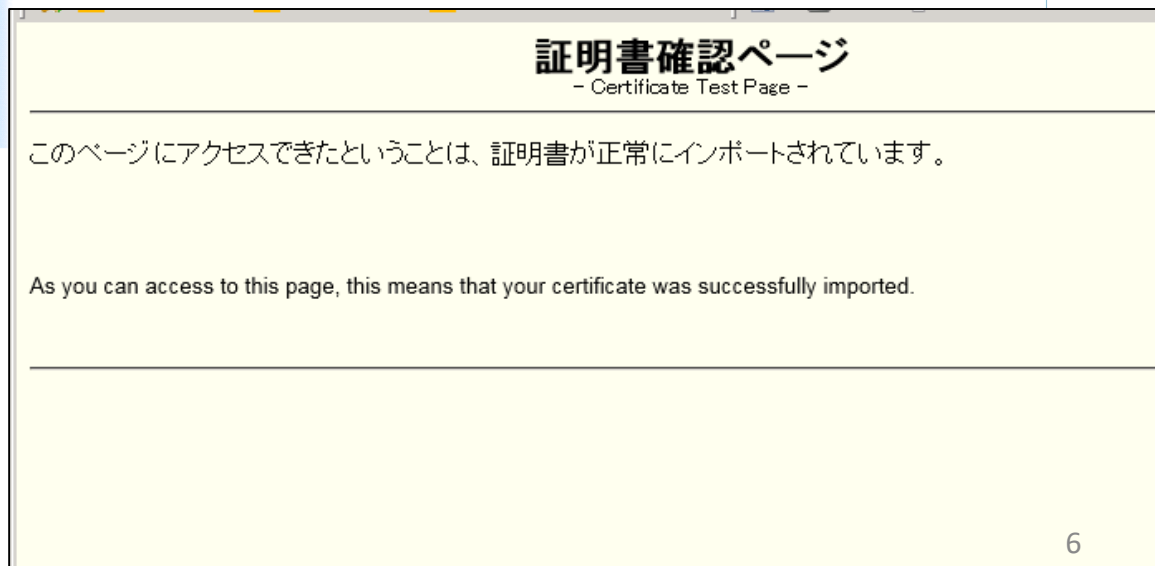 証明書確認ページ
- Certificate Test Page -
このページにアクセスできたということは、証明書が正常にインポートされています。
As you can access to this page, this means that your certificate was successfully imported.
6